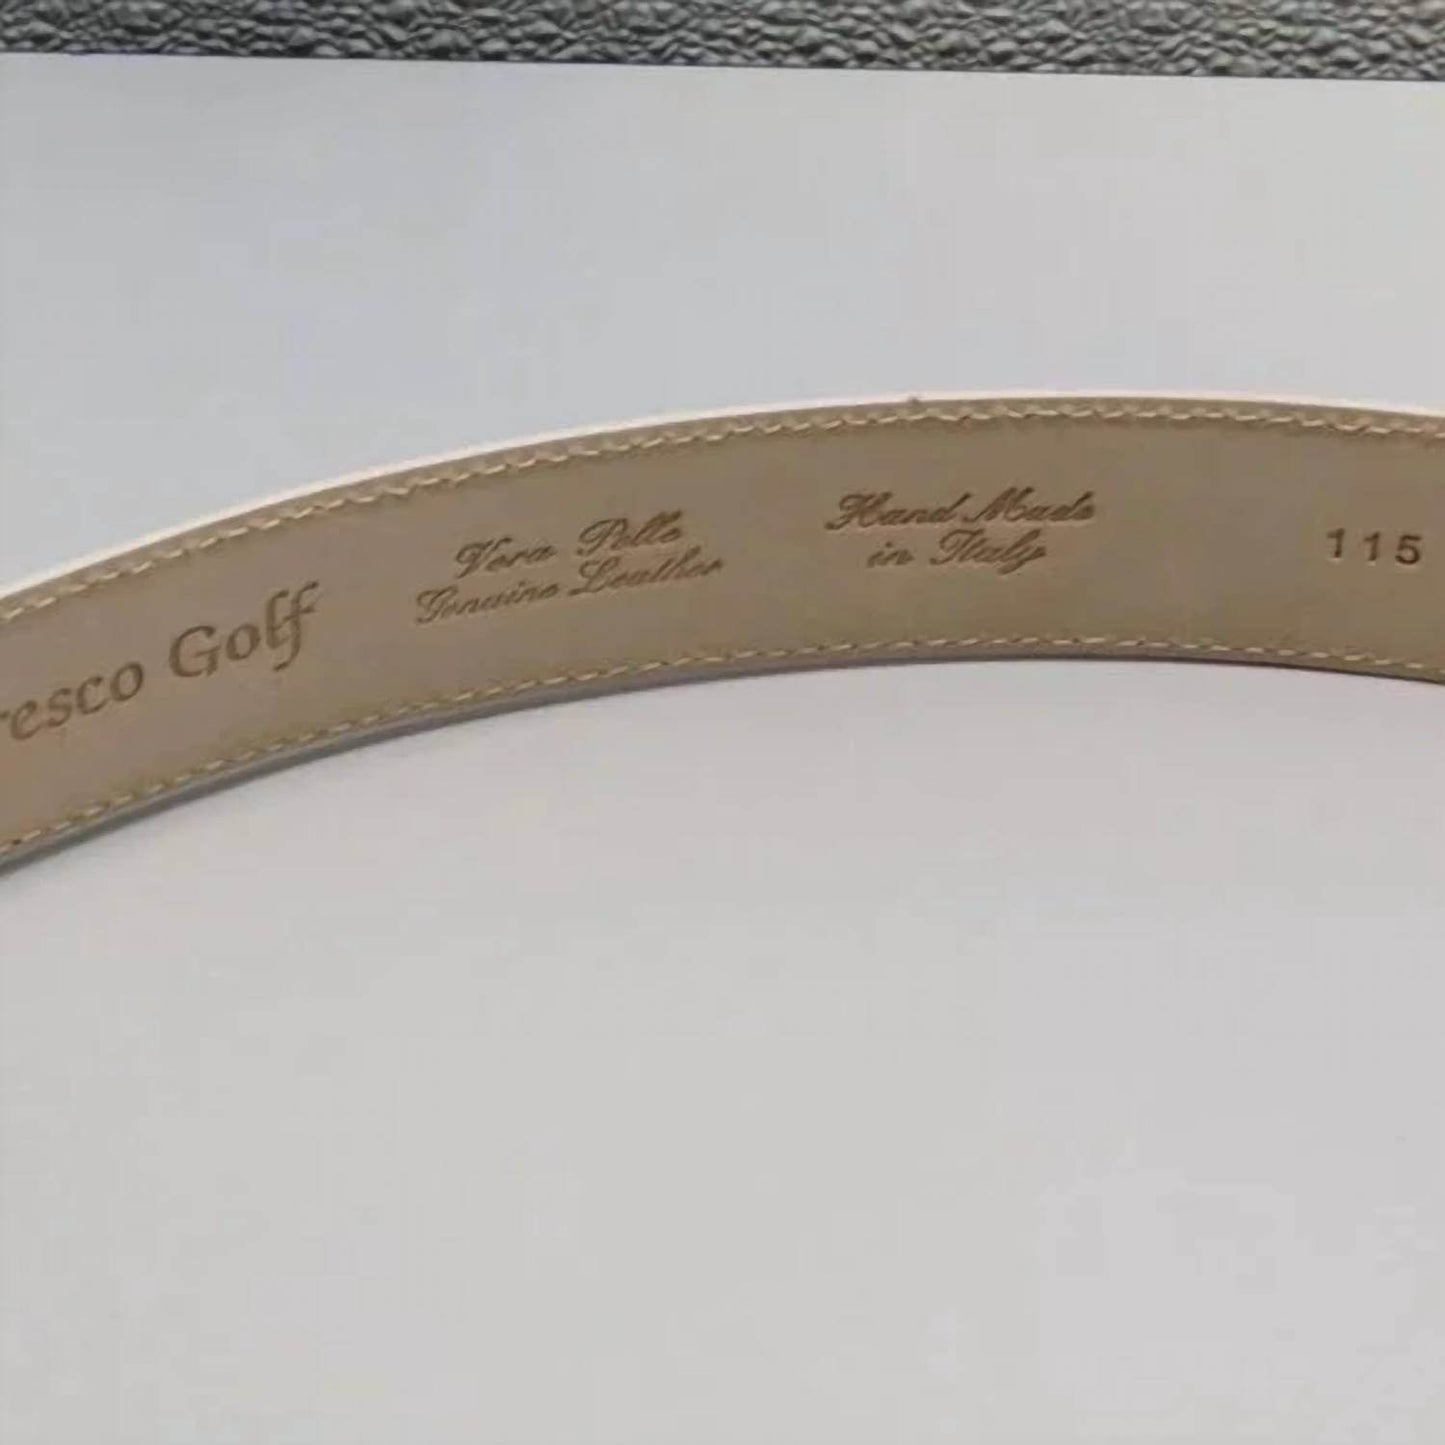 resco Golf
Vera Pelle
Genuine Leather
Hand Made
in Italy
115